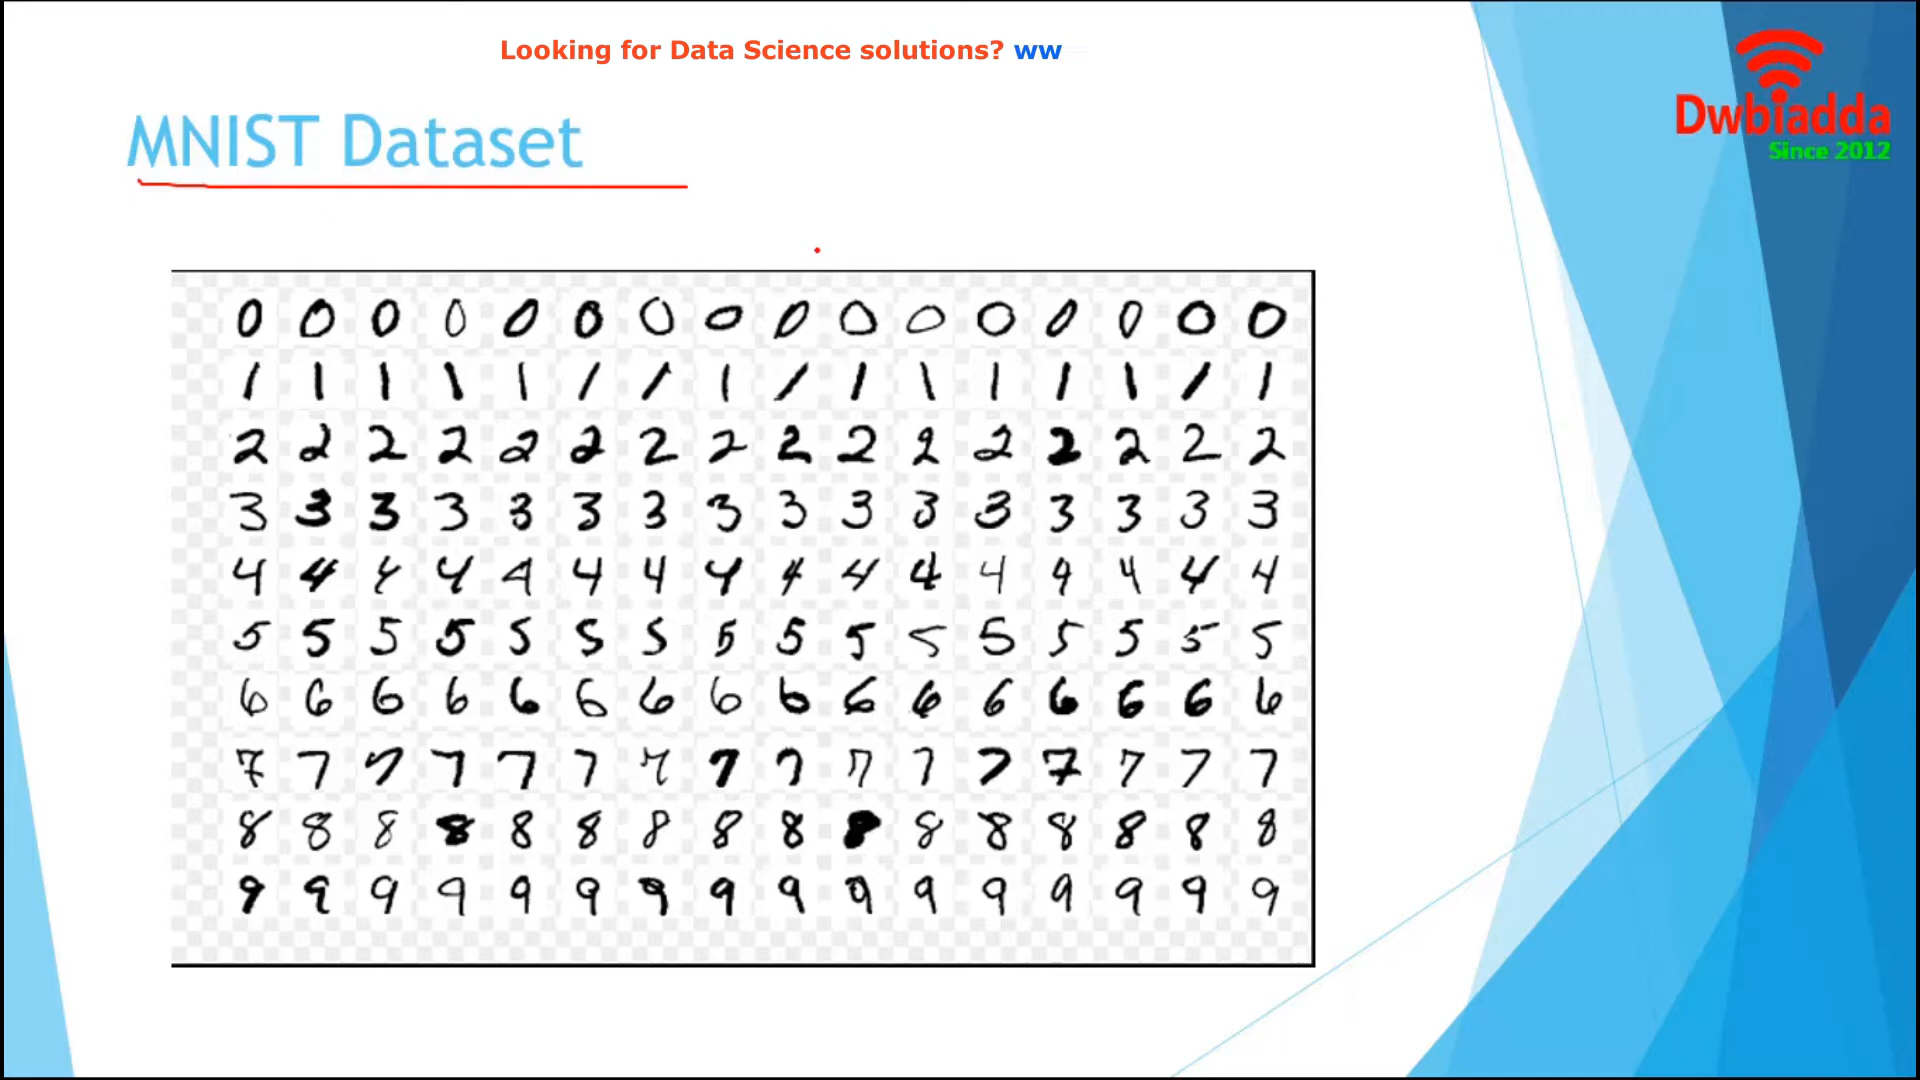 Looking for Data Science solutions? ww
Dwbiadda
Since 2012
MNIST Dataset
0 0 0 0 0 0 0 0 0 0 0 0 0 0 0 0
1 1 1 1 1 1 1 1 1 1 1 1 1 1 1 1
2 2 2 2 2 2 2 2 2 2 2 2 2 2 2 2
3 3 3 3 3 3 3 3 3 3 3 3 3 3 3 3
4 4 4 4 4 4 4 4 4 4 4 4 4 4 4 4
5 5 5 5 5 5 5 5 5 5 5 5 5 5 5 5
6 6 6 6 6 6 6 6 6 6 6 6 6 6 6 6
7 7 7 7 7 7 7 7 7 7 7 7 7 7 7 7
8 8 8 8 8 8 8 8 8 8 8 8 8 8 8 8
9 9 9 9 9 9 9 9 9 9 9 9 9 9 9 9